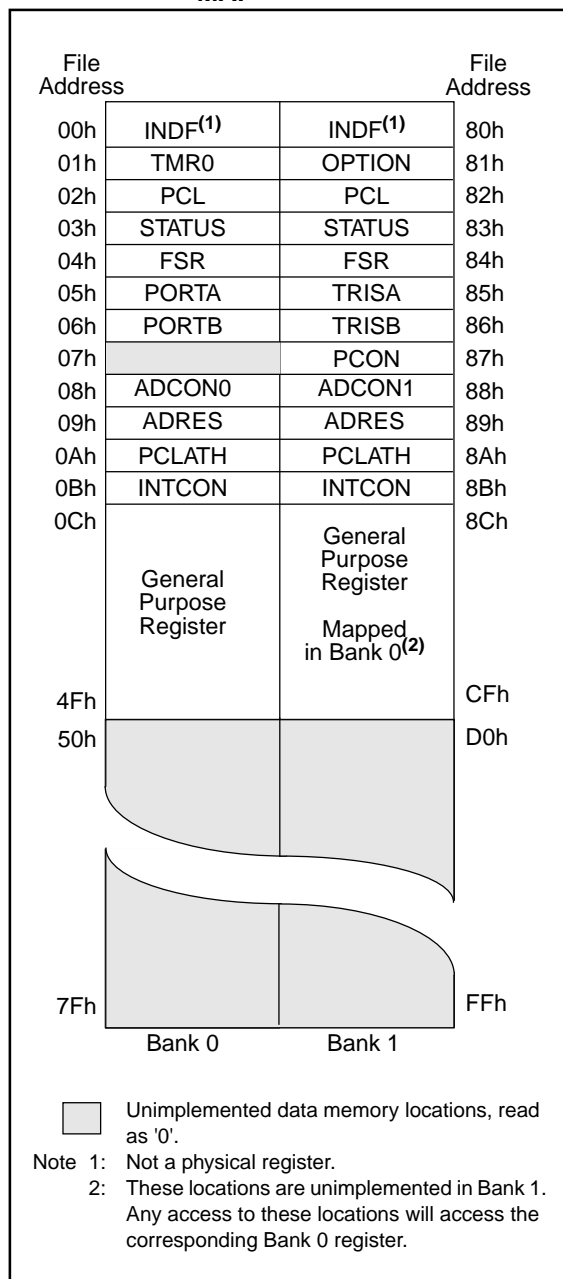 File
Address
File
Address
00h INDF(1) INDF(1) 80h
01h TMR0 OPTION 81h
02h PCL PCL 82h
03h STATUS STATUS 83h
04h FSR FSR 84h
05h PORTA TRISA 85h
06h PORTB TRISB 86h
07h PCON 87h
08h ADCON0 ADCON1 88h
09h ADRES ADRES 89h
0Ah PCLATH PCLATH 8Ah
0Bh INTCON INTCON 8Bh
0Ch 8Ch
General
Purpose
Register
General
Purpose
Register
Mapped
in Bank 0(2)
4Fh CFh
50h D0h
7Fh FFh
Bank 0 Bank 1
Unimplemented data memory locations, read
as '0'.
Note 1: Not a physical register.
2: These locations are unimplemented in Bank 1.
Any access to these locations will access the
corresponding Bank 0 register.